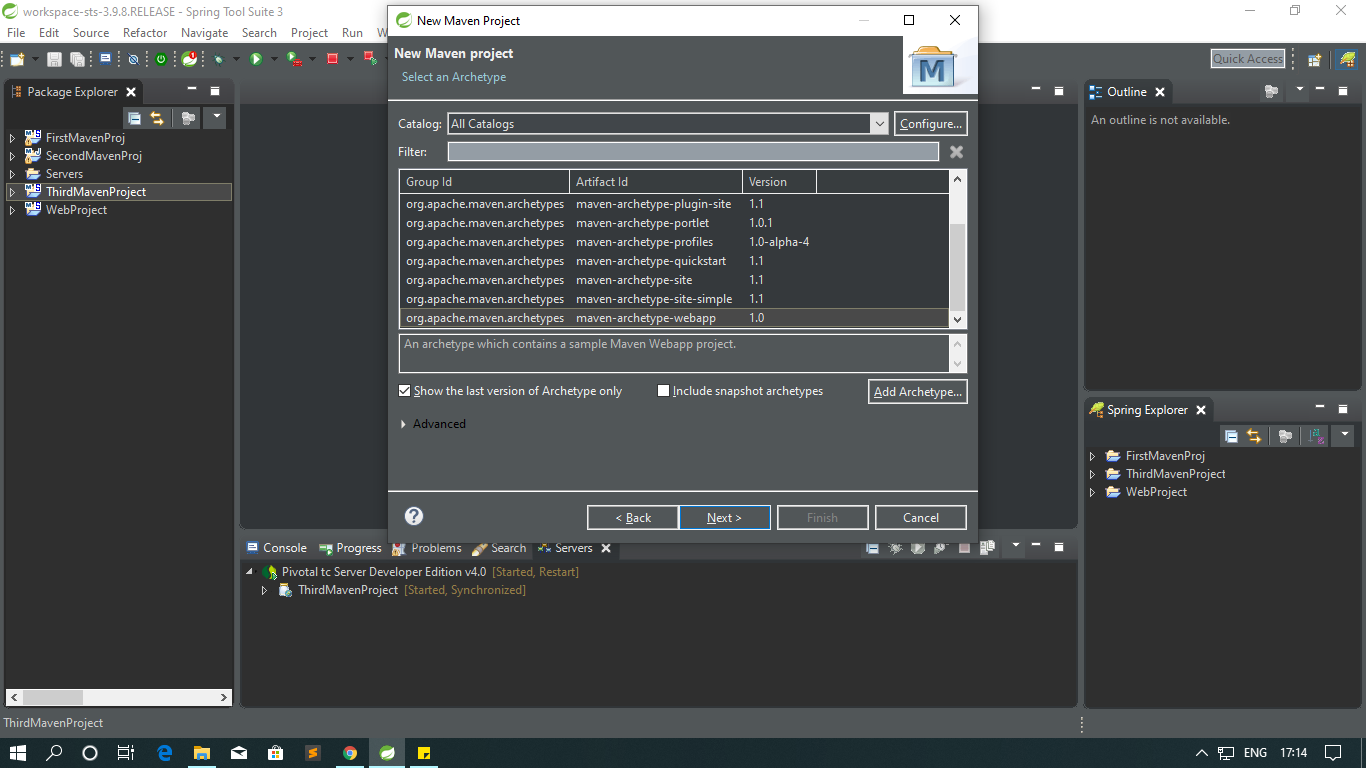 workspace-sts-3.9.8.RELEASE - Spring Tool Suite 3
File Edit Source Refactor Navigate Search Project Run W
Quick Access
New Maven Project
New Maven project
Select an Archetype
M
Catalog: All Catalogs Configure...
Filter:
Group Id Artifact Id Version
org.apache.maven.archetypes maven-archetype-plugin-site 1.1
org.apache.maven.archetypes maven-archetype-portlet 1.0.1
org.apache.maven.archetypes maven-archetype-profiles 1.0-alpha-4
org.apache.maven.archetypes maven-archetype-quickstart 1.1
org.apache.maven.archetypes maven-archetype-site 1.1
org.apache.maven.archetypes maven-archetype-site-simple 1.1
org.apache.maven.archetypes maven-archetype-webapp 1.0
An archetype which contains a sample Maven Webapp project.
Show the last version of Archetype only Include snapshot archetypes Add Archetype...
Advanced
? < Back Next > Finish Cancel
Package Explorer
FirstMavenProj
SecondMavenProj
Servers
ThirdMavenProject
WebProject
Outline
An outline is not available.
Spring Explorer
FirstMavenProj
ThirdMavenProject
WebProject
Console Progress Problems Search Servers
Pivotal tc Server Developer Edition v4.0 [Started, Restart]
ThirdMavenProject [Started, Synchronized]
ThirdMavenProject
ENG 17:14